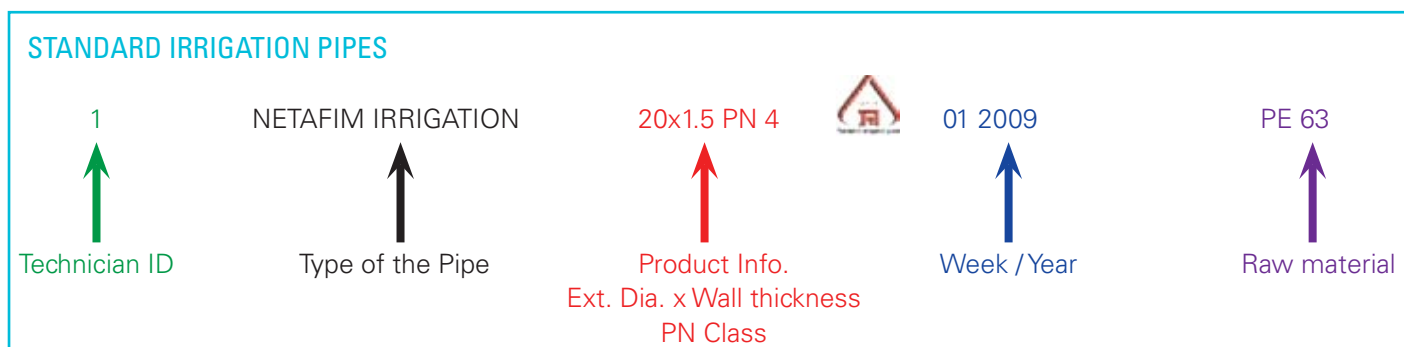 STANDARD IRRIGATION PIPES
1 NETAFIM IRRIGATION 20x1.5 PN 4 01 2009 PE 63
Technician ID Type of the Pipe Product Info. Week / Year Raw material
Ext. Dia. x Wall thickness
PN Class